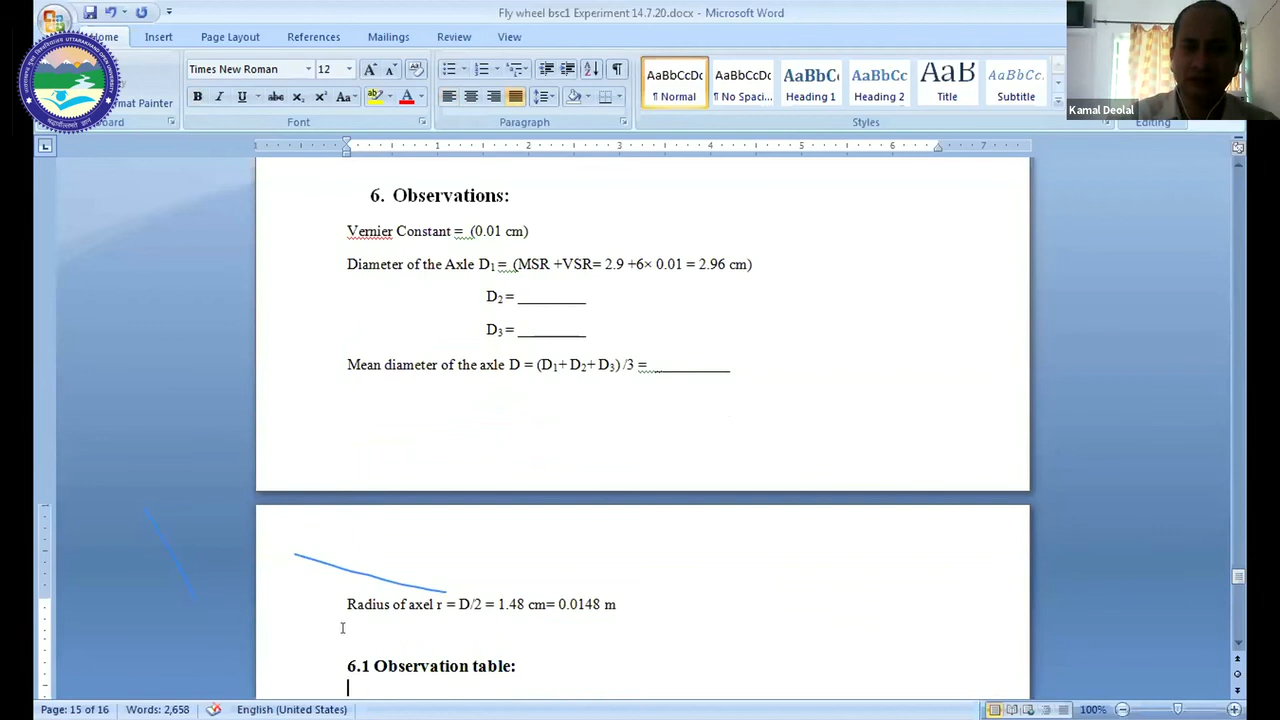 Fly wheel bsc1 Experiment 14.7.20.docx - Microsoft Word
Insert Page Layout References Mailings Review View
Times New Roman 12
mat Painter
Font Paragraph Styles Editing
AaBbCcDc AaBbCcDc AaBbC AaBbCc AaB AaBbCc
¶ Normal ¶ No Spaci... Heading 1 Heading 2 Title Subtitle
Kamal Deolal
6. Observations:
Vernier Constant = (0.01 cm)
Diameter of the Axle D₁ = (MSR +VSR= 2.9 +6× 0.01 = 2.96 cm)
D₂ = _________
D₃ = _________
Mean diameter of the axle D = (D₁+ D₂+ D₃) /3 = __________
Radius of axel r = D/2 = 1.48 cm= 0.0148 m
6.1 Observation table:
Page: 15 of 16 Words: 2,658 English (United States) 100%